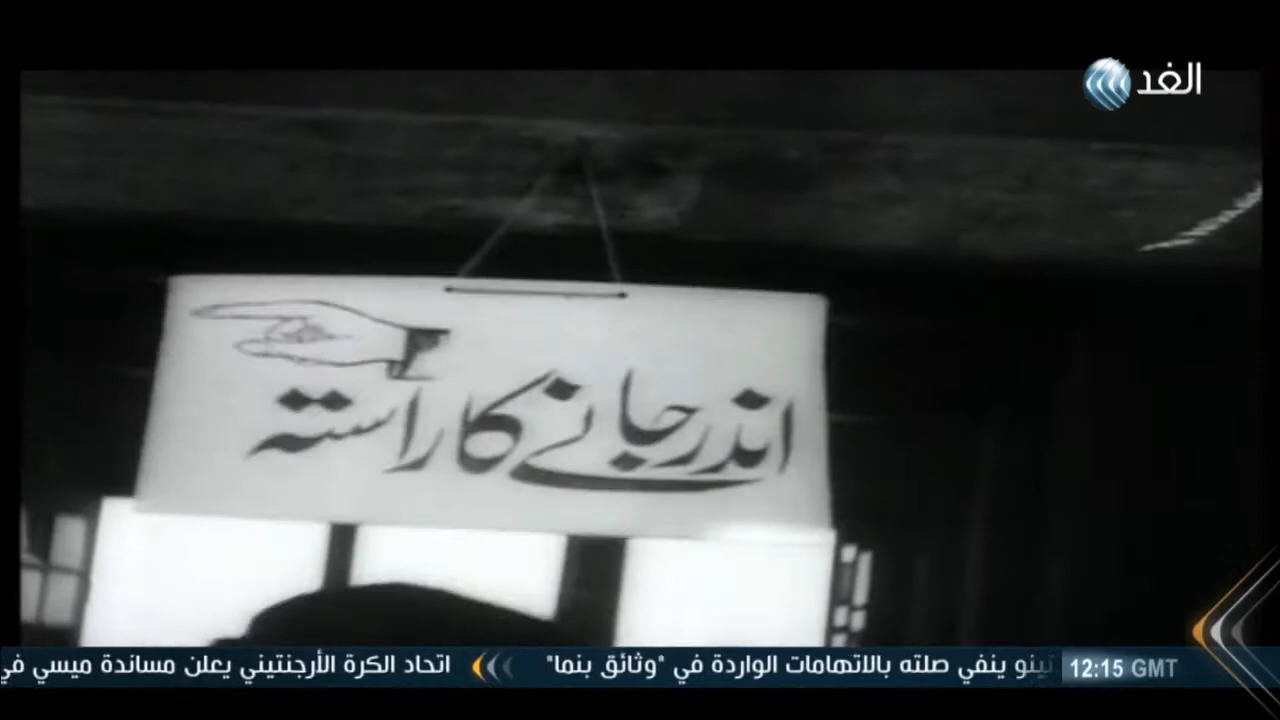 الغد
اندر جانے کا راستہ
12:15 GMT
ينفي صلته بالاتهامات الواردة في "وثائق بنما" اتحاد الكرة الأرجنتيني يعلن مساندة ميسي في